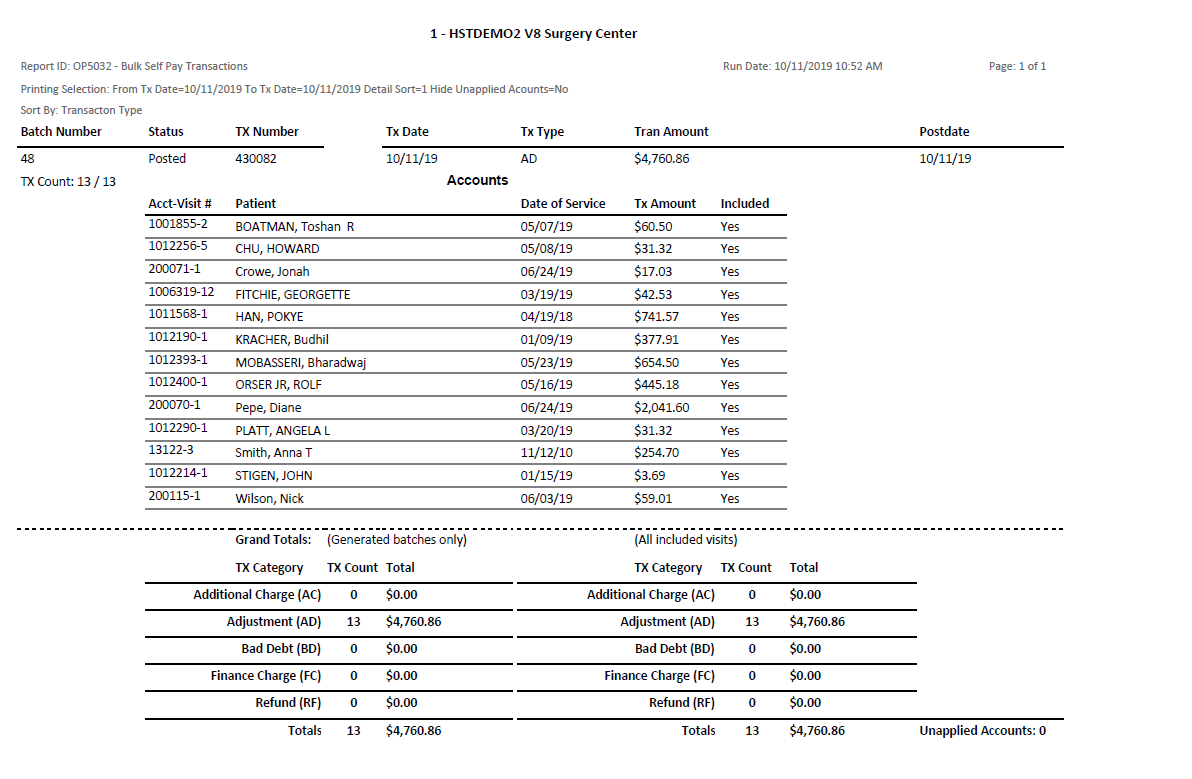 1 - HSTDEMO2 V8 Surgery Center
Report ID: OP5032 - Bulk Self Pay Transactions Run Date: 10/11/2019 10:52 AM Page: 1 of 1
Printing Selection: From Tx Date=10/11/2019 To Tx Date=10/11/2019 Detail Sort=1 Hide Unapplied Acounts=No
Sort By: Transacton Type
Batch Number Status TX Number Tx Date Tx Type Tran Amount Postdate
48 Posted 430082 10/11/19 AD $4,760.86 10/11/19
TX Count: 13 / 13 Accounts
Acct-Visit # Patient Date of Service Tx Amount Included
1001855-2 BOATMAN, Toshan R 05/07/19 $60.50 Yes
1012256-5 CHU, HOWARD 05/08/19 $31.32 Yes
200071-1 Crowe, Jonah 06/24/19 $17.03 Yes
1006319-12 FITCHIE, GEORGETTE 03/19/19 $42.53 Yes
1011568-1 HAN, POKYE 04/19/18 $741.57 Yes
1012190-1 KRACHER, Budhil 01/09/19 $377.91 Yes
1012393-1 MOBASSERI, Bharadwaj 05/23/19 $654.50 Yes
1012400-1 ORSER JR, ROLF 05/16/19 $445.18 Yes
200070-1 Pepe, Diane 06/24/19 $2,041.60 Yes
1012290-1 PLATT, ANGELA L 03/20/19 $31.32 Yes
13122-3 Smith, Anna T 11/12/10 $254.70 Yes
1012214-1 STIGEN, JOHN 01/15/19 $3.69 Yes
200115-1 Wilson, Nick 06/03/19 $59.01 Yes
Grand Totals: (Generated batches only) (All included visits)
TX Category TX Count Total TX Category TX Count Total
Additional Charge (AC) 0 $0.00 Additional Charge (AC) 0 $0.00
Adjustment (AD) 13 $4,760.86 Adjustment (AD) 13 $4,760.86
Bad Debt (BD) 0 $0.00 Bad Debt (BD) 0 $0.00
Finance Charge (FC) 0 $0.00 Finance Charge (FC) 0 $0.00
Refund (RF) 0 $0.00 Refund (RF) 0 $0.00
Totals 13 $4,760.86 Totals 13 $4,760.86 Unapplied Accounts: 0